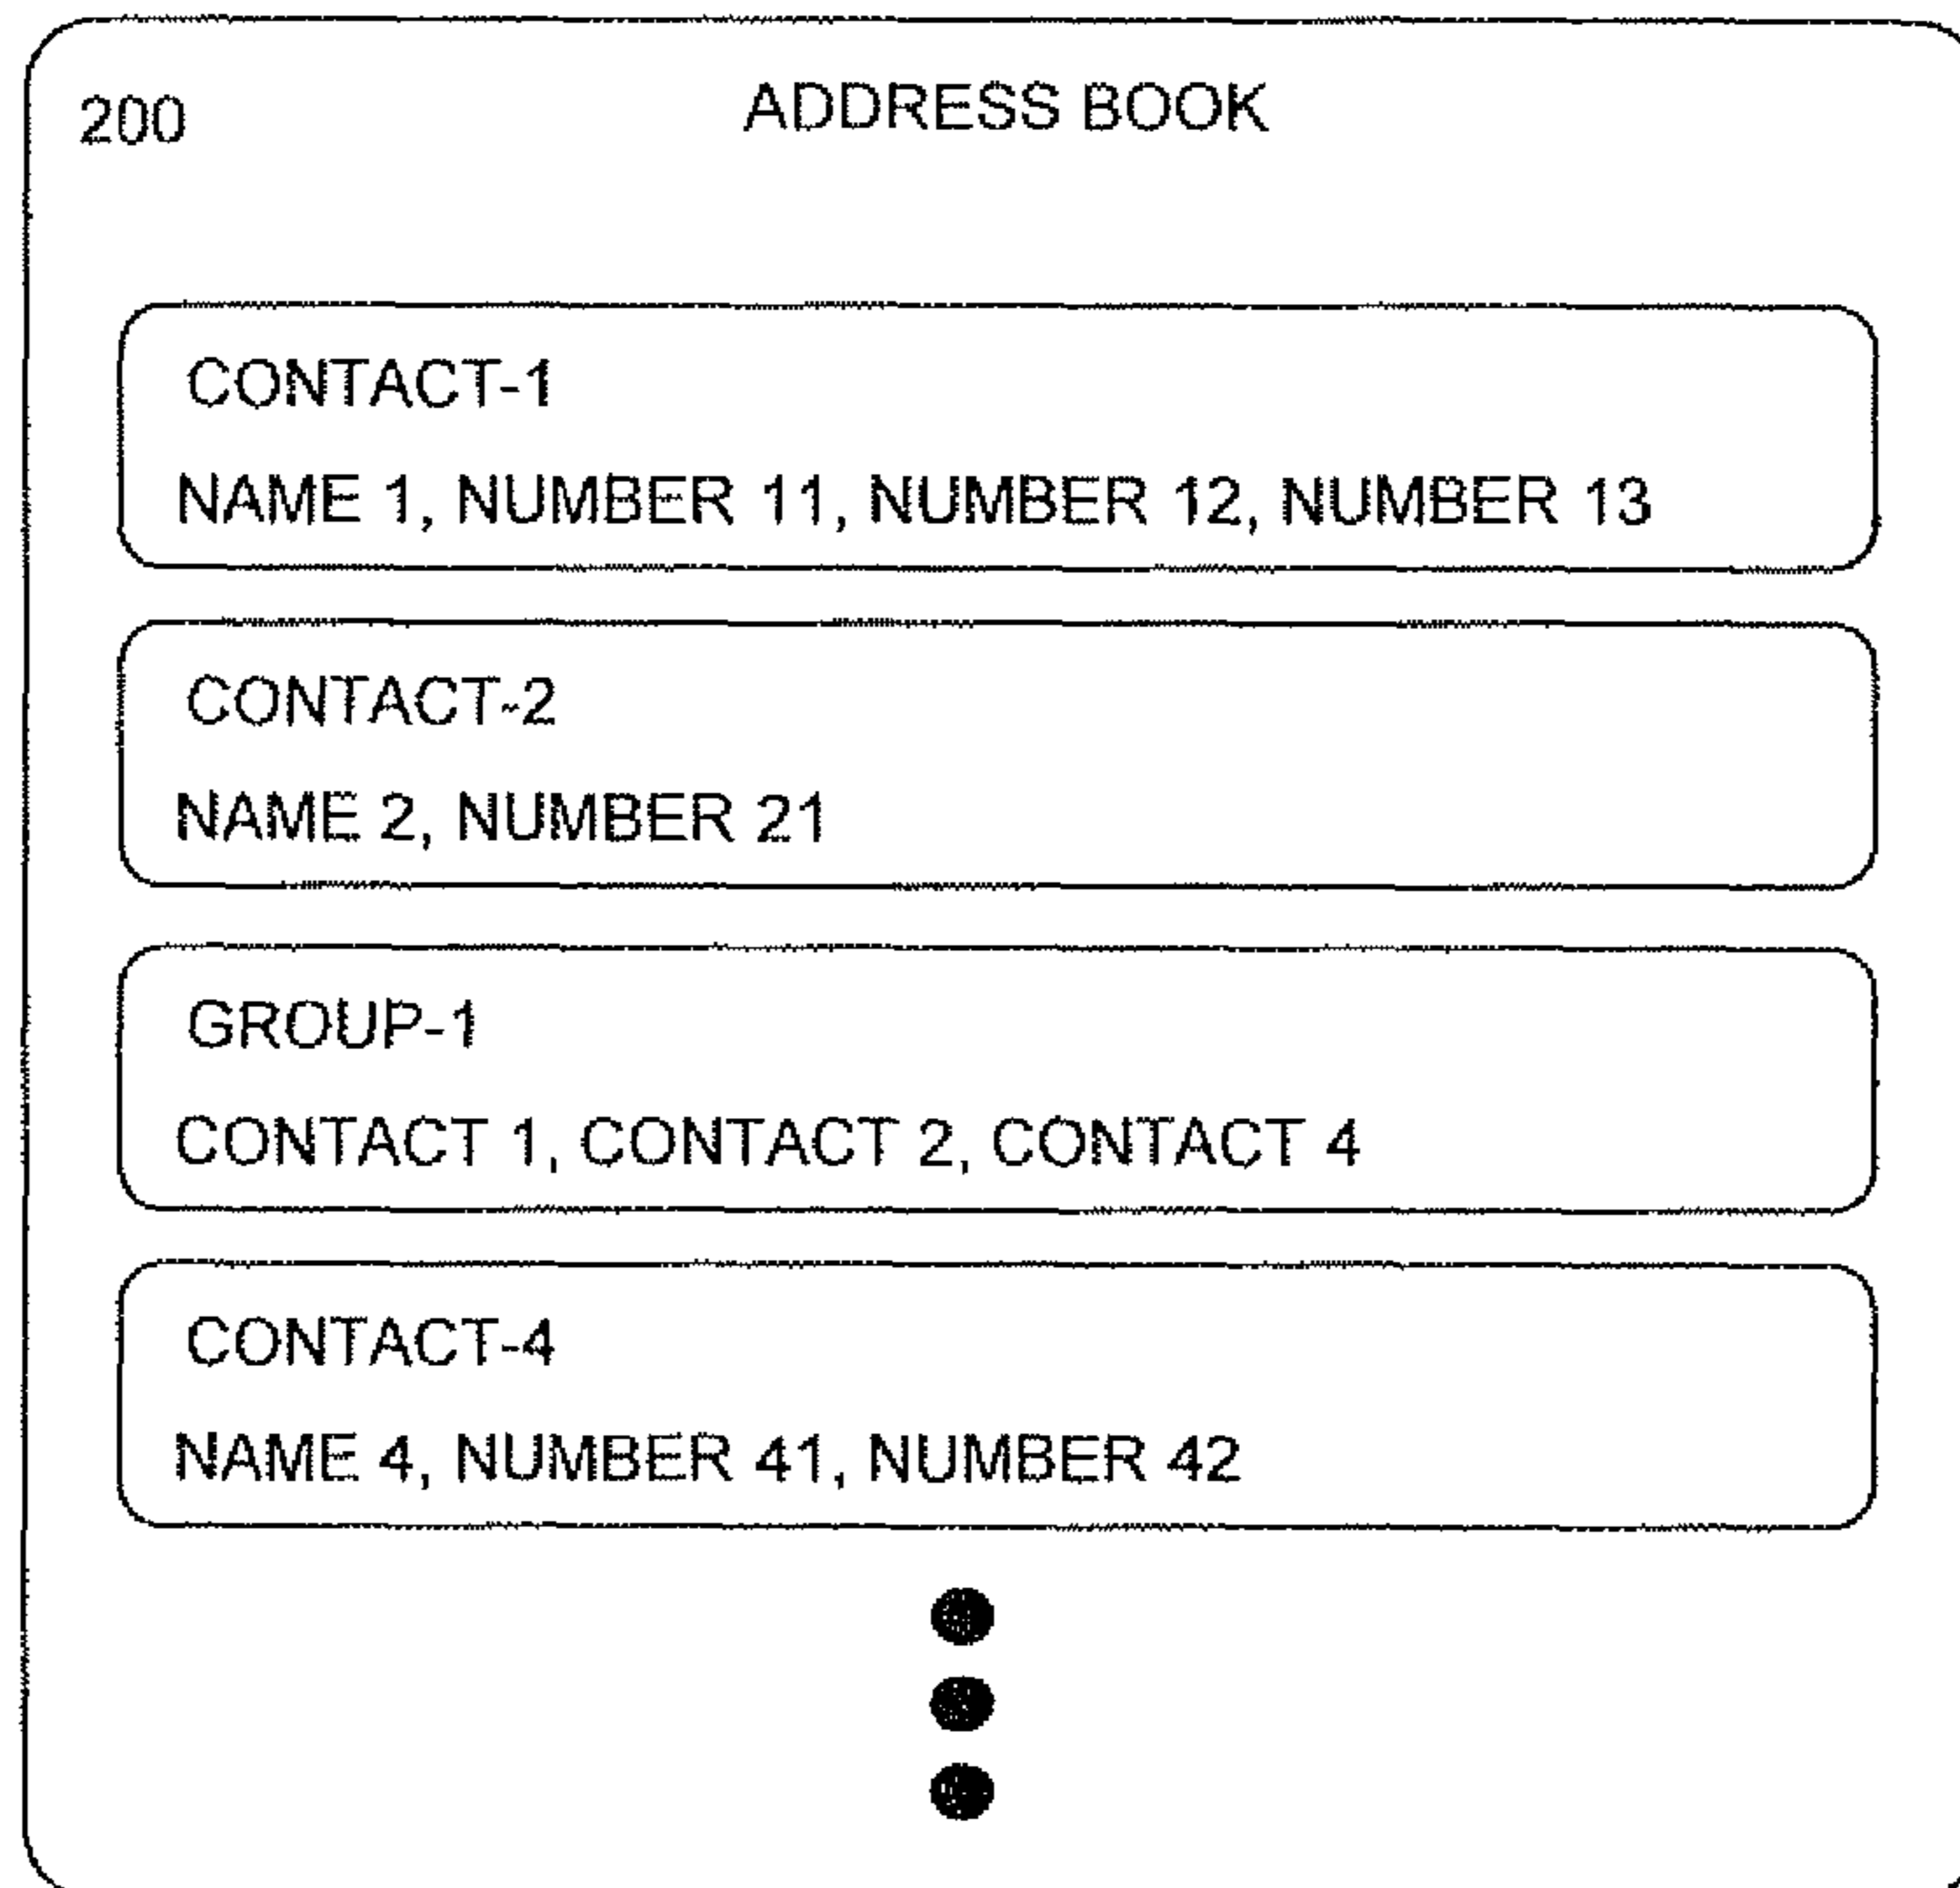 200
ADDRESS BOOK
CONTACT-1
NAME 1, NUMBER 11, NUMBER 12, NUMBER 13
CONTACT-2
NAME 2, NUMBER 21
GROUP-1
CONTACT 1, CONTACT 2, CONTACT 4
CONTACT-4
NAME 4, NUMBER 41, NUMBER 42